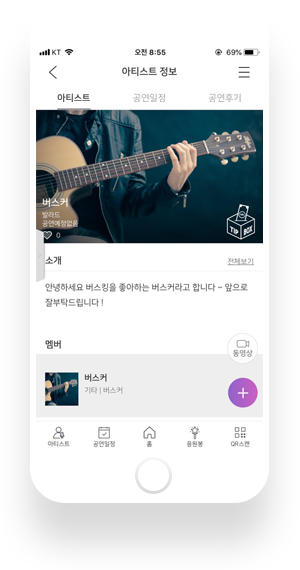 KT 오전 8:55 69%
아티스트 정보
아티스트 공연일정 공연후기
버스커
발라드
공연예정없음
0
TIP BOX
소개 전체보기
안녕하세요 버스킹을 좋아하는 버스커라고 합니다 ~ 앞으로
잘부탁드립니다 !
멤버
동영상
버스커
기타 | 버스커
아티스트 공연일정 홈 응원봉 QR스캔